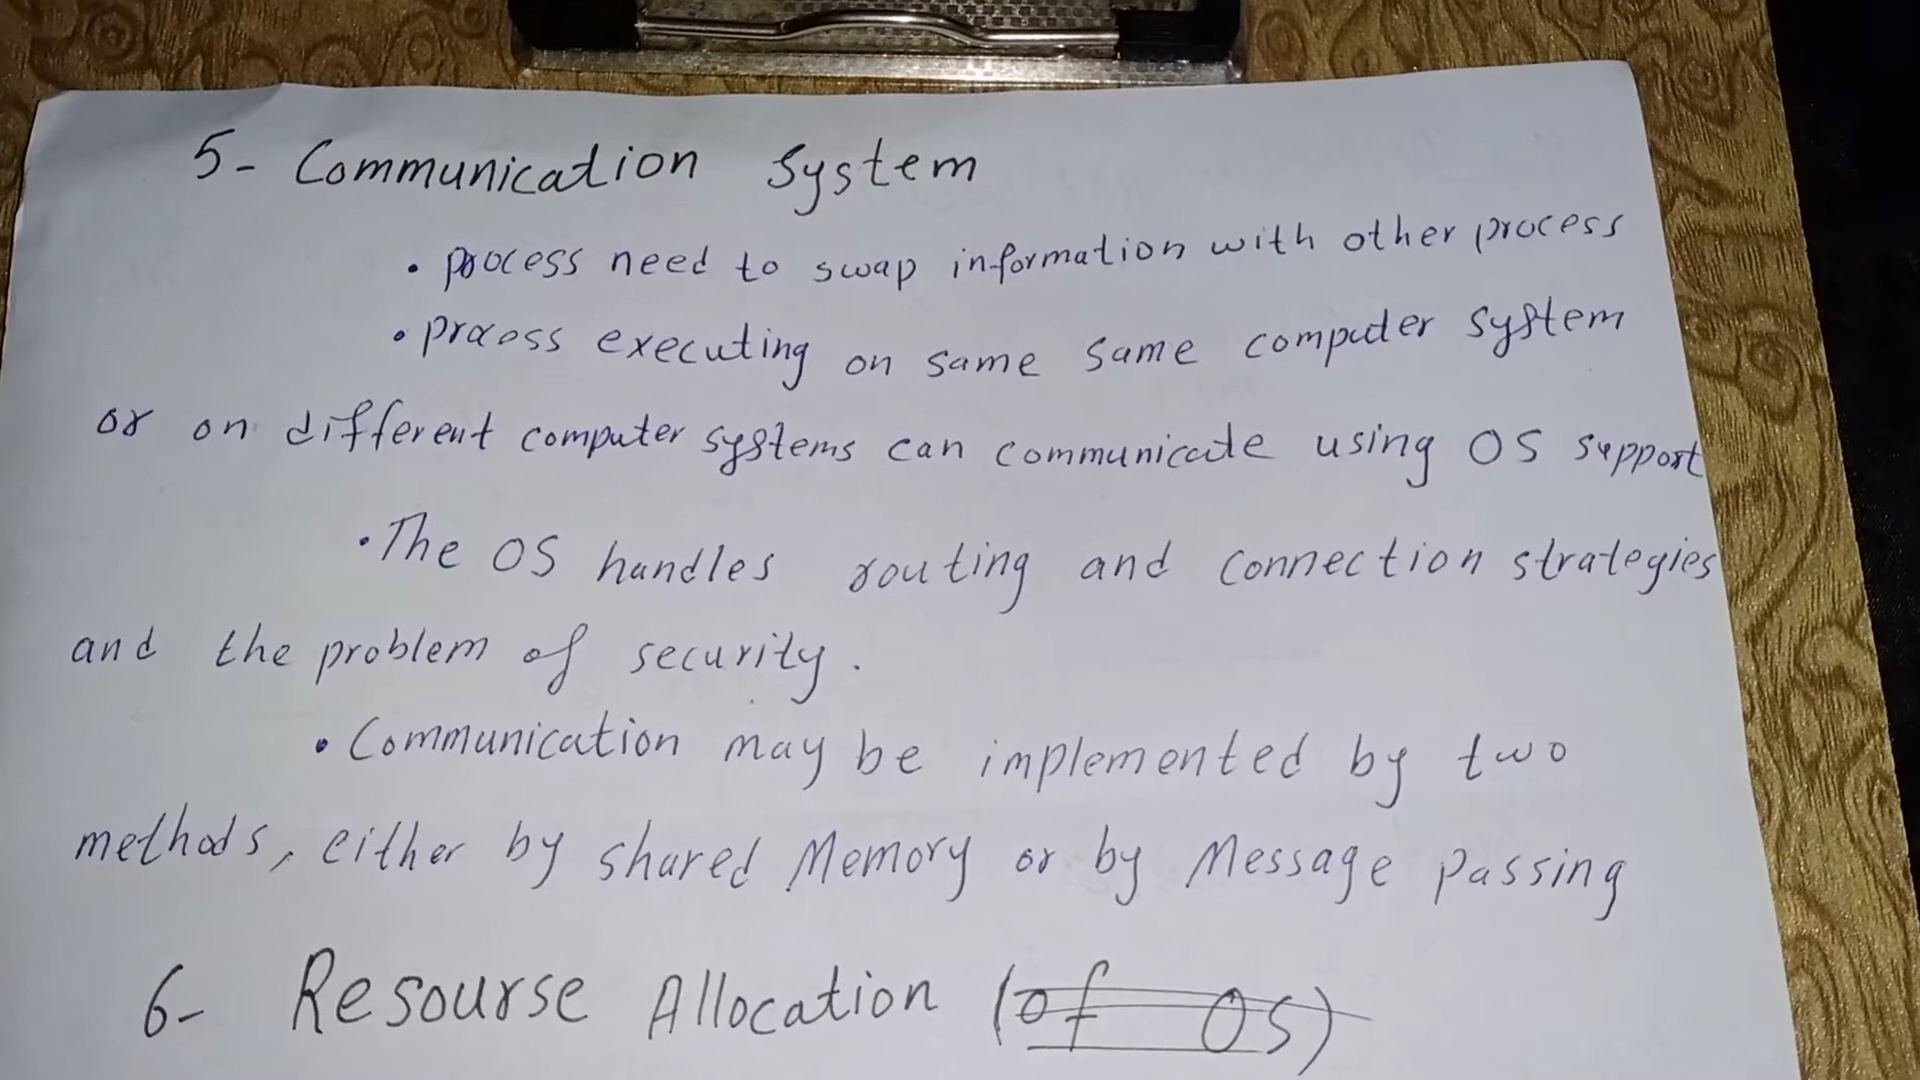 5- Communication System
• process need to swap information with other process
• process executing on same same computer system
or on different computer systems can communicate using OS support
• The OS handles routing and connection strategies
and the problem of security.
• Communication may be implemented by two
methods, either by shared Memory or by Message passing
6- Resourse Allocation (of OS)